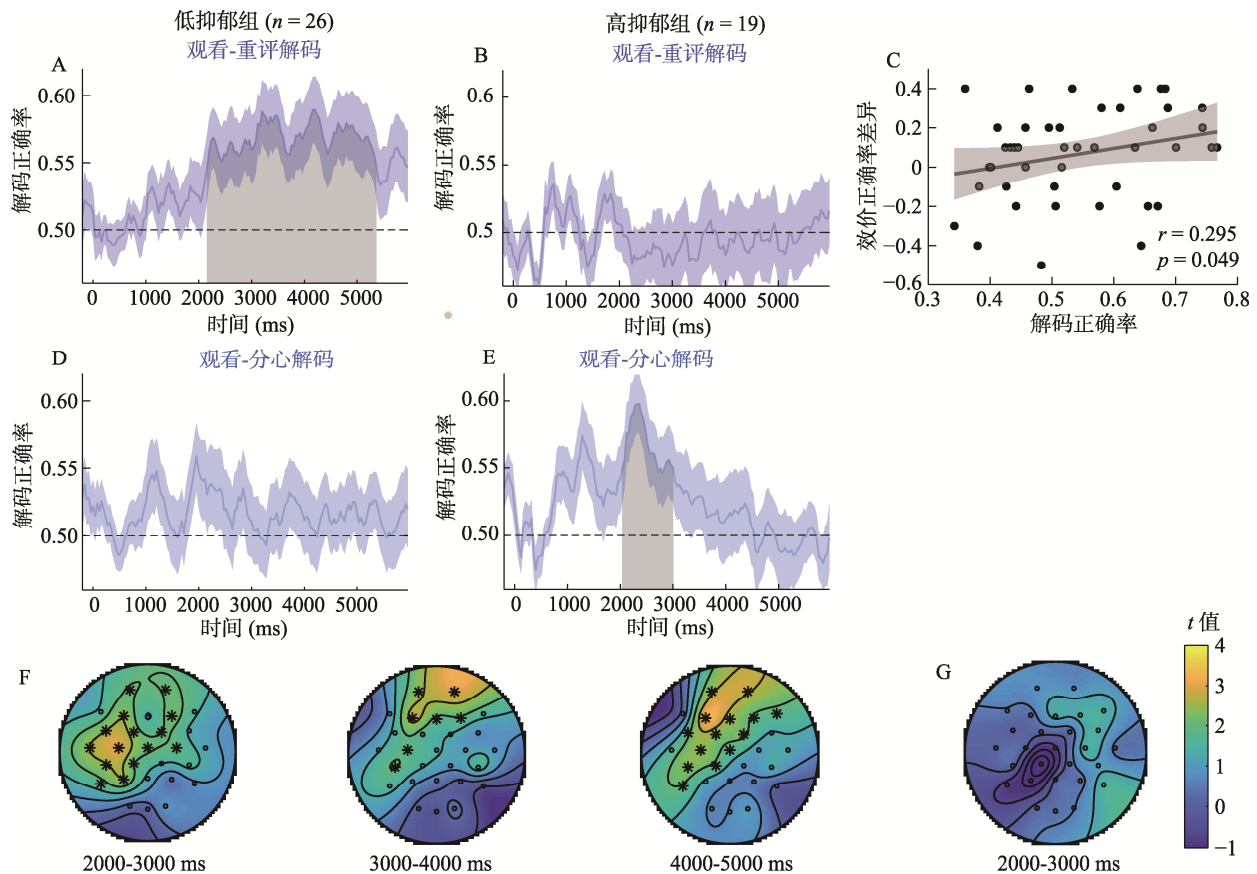 低抑郁组 (n = 26)
高抑郁组 (n = 19)
A
观看-重评解码
解码正确率
0.60
0.55
0.50
0
1000
2000
3000
4000
5000
时间 (ms)
B
观看-重评解码
解码正确率
0.6
0.55
0.5
0
1000
2000
3000
4000
5000
时间 (ms)
C
效价正确率差异
0.4
0.2
0
−0.2
−0.4
−0.6
r = 0.295
p = 0.049
0.3
0.4
0.5
0.6
0.7
0.8
解码正确率
D
观看-分心解码
解码正确率
0.60
0.55
0.50
0
1000
2000
3000
4000
5000
时间 (ms)
E
观看-分心解码
解码正确率
0.60
0.55
0.50
0
1000
2000
3000
4000
5000
时间 (ms)
F
2000-3000 ms
3000-4000 ms
4000-5000 ms
G
2000-3000 ms
t 值
4
3
2
1
0
−1